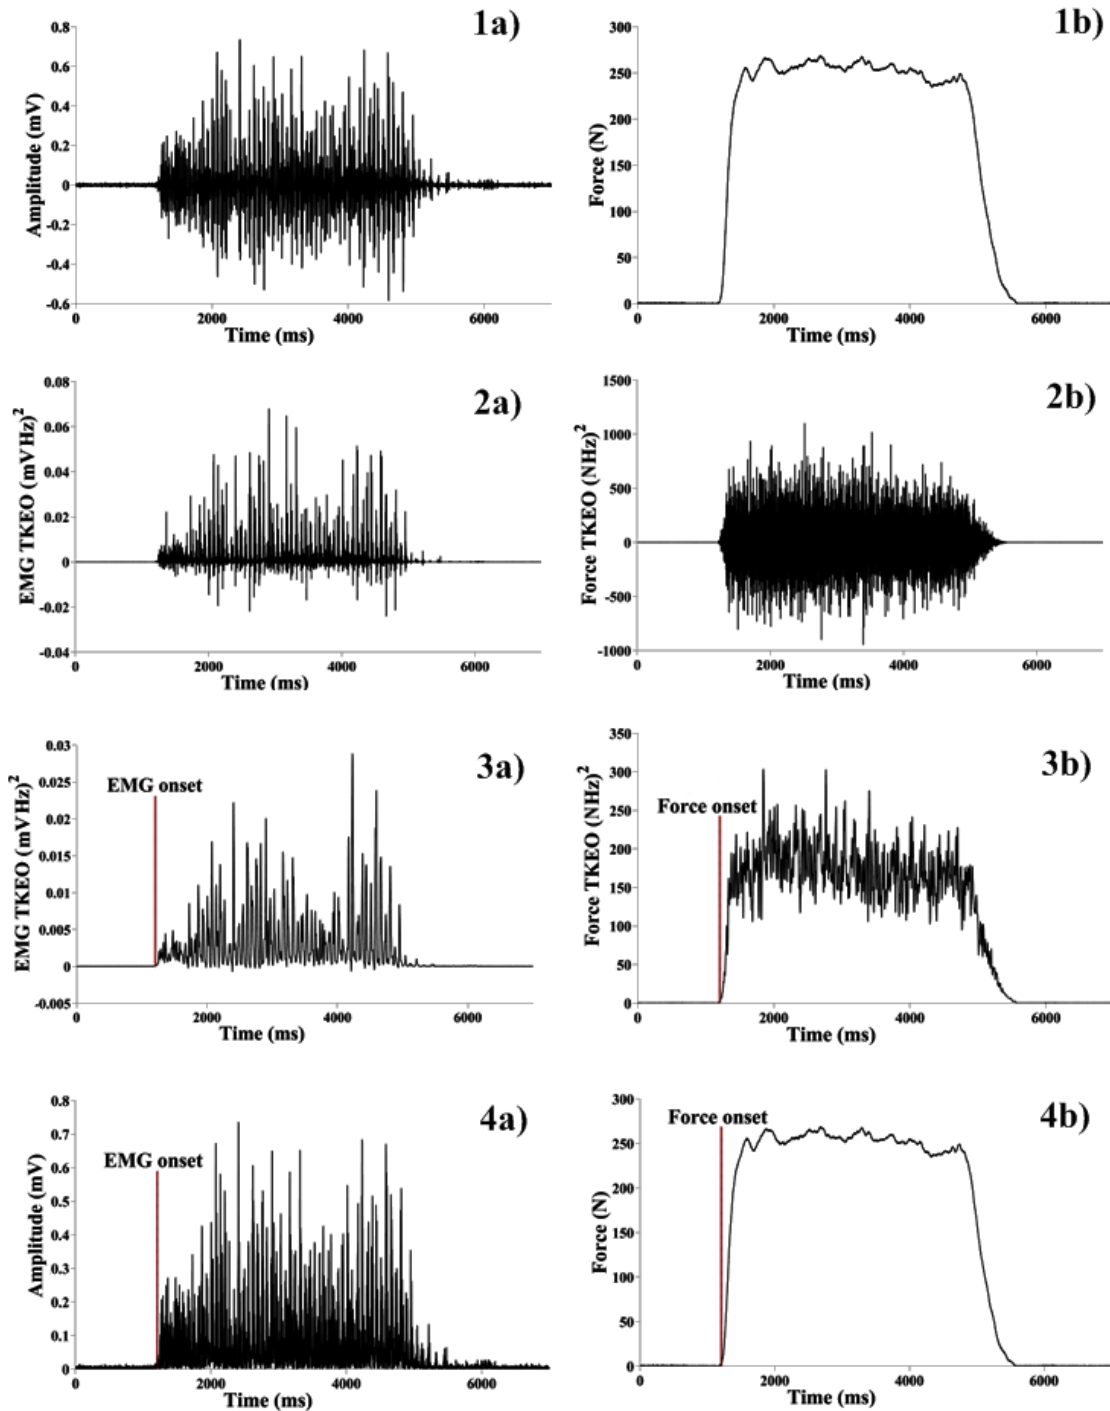 1a)
Amplitude (mV)
0.8
0.6
0.4
0.2
0
-0.2
-0.4
-0.6
0 2000 4000 6000
Time (ms)
1b)
Force (N)
300
250
200
150
100
50
0
0 2000 4000 6000
Time (ms)
2a)
EMG TKEO (mVHz)²
0.08
0.06
0.04
0.02
0
-0.02
-0.04
0 2000 4000 6000
Time (ms)
2b)
Force TKEO (NHz)²
1500
1000
500
0
-500
-1000
0 2000 4000 6000
Time (ms)
3a)
EMG onset
EMG TKEO (mVHz)²
0.03
0.025
0.02
0.015
0.01
0.005
0
-0.005
0 2000 4000 6000
Time (ms)
3b)
Force onset
Force TKEO (NHz)²
350
300
250
200
150
100
50
0
0 2000 4000 6000
Time (ms)
4a)
EMG onset
Amplitude (mV)
0.8
0.7
0.6
0.5
0.4
0.3
0.2
0.1
0
0 2000 4000 6000
Time (ms)
4b)
Force onset
Force (N)
300
250
200
150
100
50
0
0 2000 4000 6000
Time (ms)